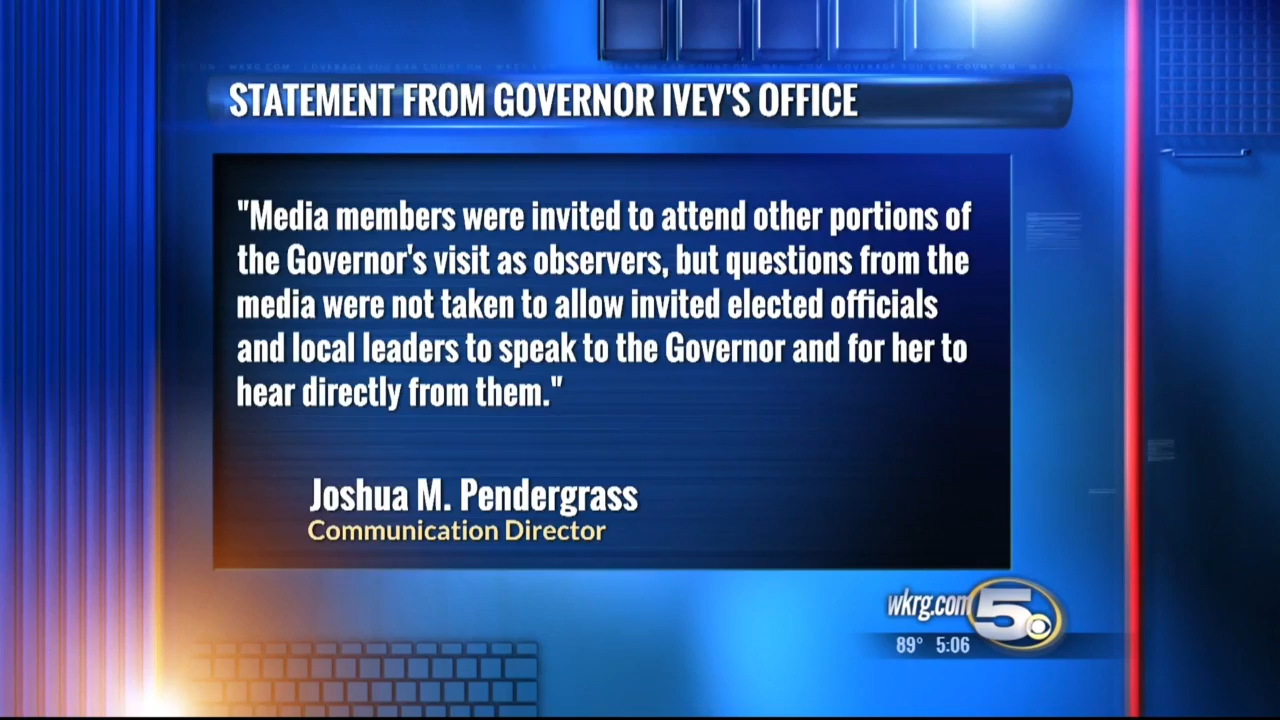 STATEMENT FROM GOVERNOR IVEY'S OFFICE
"Media members were invited to attend other portions of
the Governor's visit as observers, but questions from the
media were not taken to allow invited elected officials
and local leaders to speak to the Governor and for her to
hear directly from them."
Joshua M. Pendergrass
Communication Director
wkrg.com 5
89° 5:06